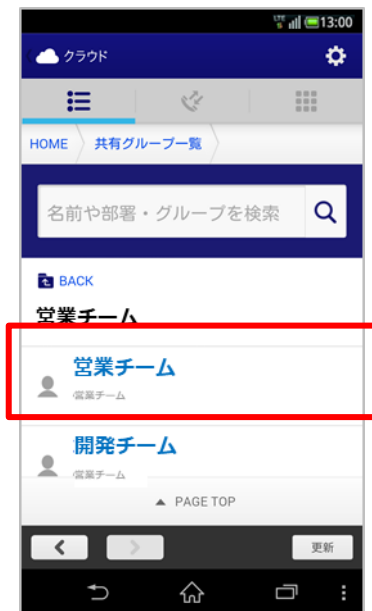 LTE 13:00
クラウド
HOME 共有グループ一覧
名前や部署・グループを検索
BACK
営業チーム
営業チーム
営業チーム
開発チーム
営業チーム
PAGE TOP
更新